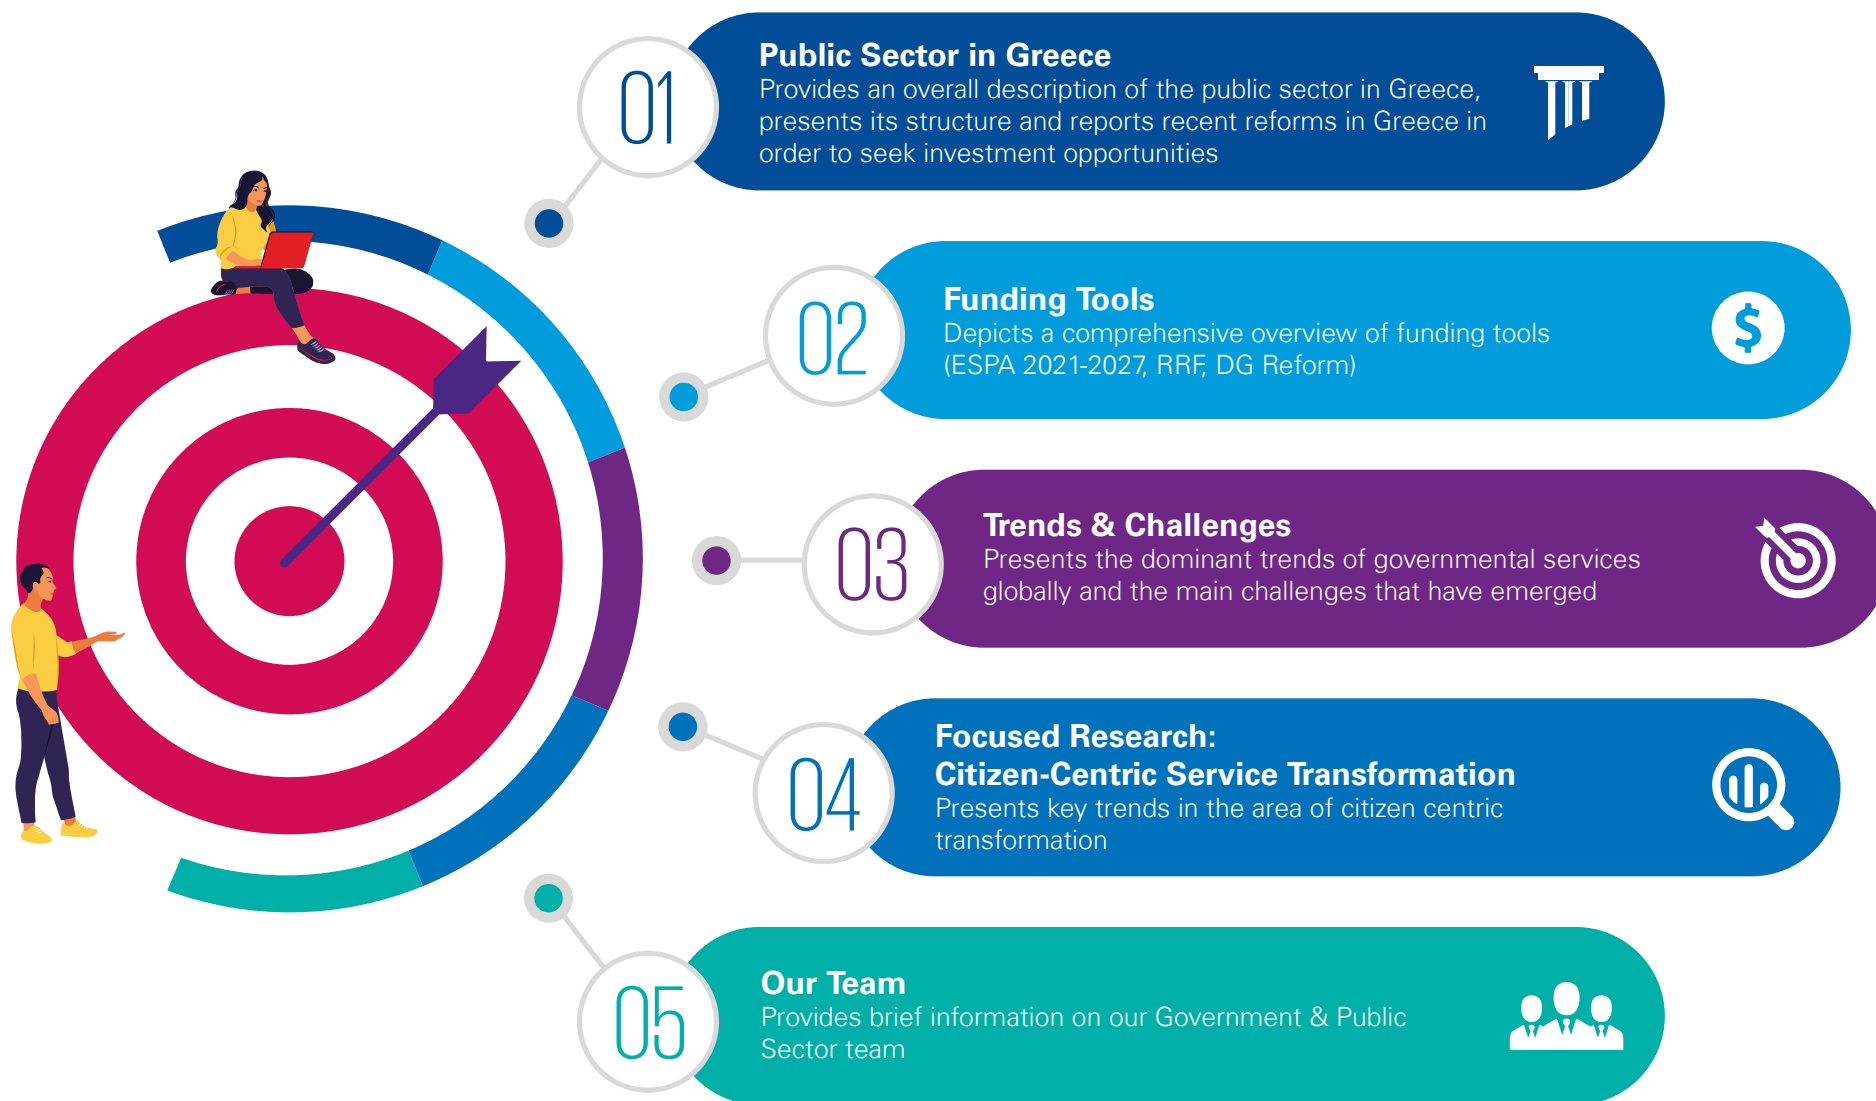 01
Public Sector in Greece
Provides an overall description of the public sector in Greece,
presents its structure and reports recent reforms in Greece in
order to seek investment opportunities
02
Funding Tools
Depicts a comprehensive overview of funding tools
(ESPA 2021-2027, RRF, DG Reform)
$
03
Trends & Challenges
Presents the dominant trends of governmental services
globally and the main challenges that have emerged
04
Focused Research:
Citizen-Centric Service Transformation
Presents key trends in the area of citizen centric
transformation
05
Our Team
Provides brief information on our Government & Public
Sector team